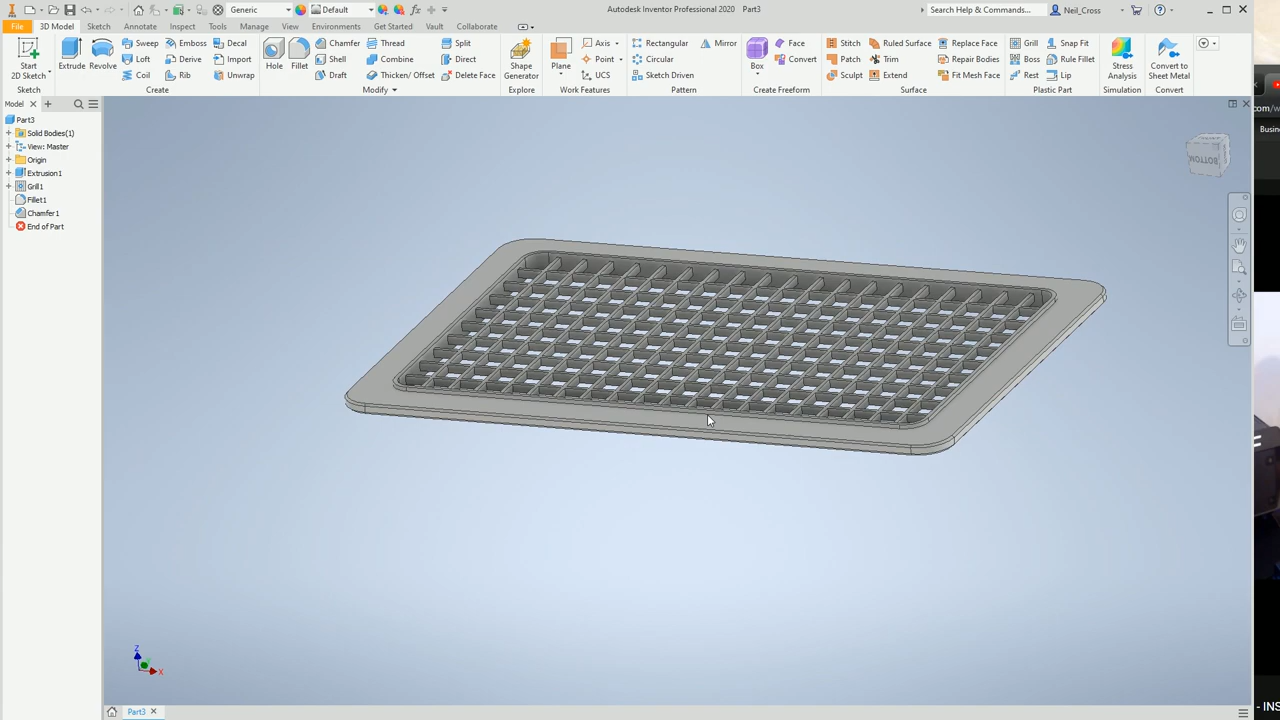 Generic
Default
Autodesk Inventor Professional 2020 Part3
Search Help & Commands...
Neil_Cross
File
3D Model
Sketch
Annotate
Inspect
Tools
Manage
View
Environments
Get Started
Vault
Collaborate
Start
2D Sketch
Sketch
Extrude
Revolve
Sweep
Loft
Coil
Emboss
Derive
Rib
Decal
Import
Unwrap
Create
Hole
Fillet
Chamfer
Shell
Draft
Thread
Combine
Thicken/ Offset
Split
Direct
Delete Face
Modify
Shape
Generator
Explore
Plane
Axis
Point
UCS
Work Features
Rectangular
Circular
Sketch Driven
Mirror
Pattern
Box
Face
Convert
Create Freeform
Stitch
Patch
Sculpt
Ruled Surface
Trim
Extend
Replace Face
Repair Bodies
Fit Mesh Face
Surface
Grill
Boss
Rest
Snap Fit
Rule Fillet
Lip
Plastic Part
Stress
Analysis
Simulation
Convert to
Sheet Metal
Convert
Model
Part3
Solid Bodies(1)
View: Master
Origin
Extrusion1
Grill1
Fillet1
Chamfer1
End of Part
BOTTOM
Z
X
Part3
com/w
Busine
- INS